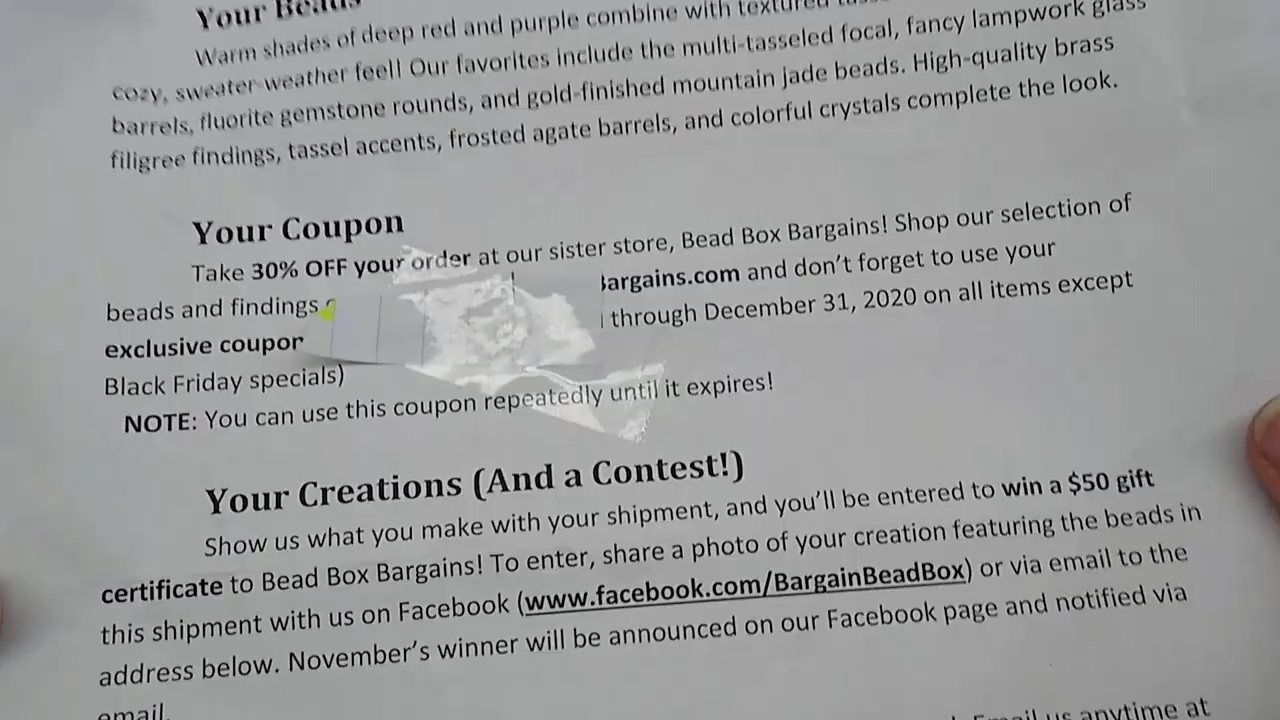 Your Beads
Warm shades of deep red and purple combine with textured
cozy, sweater-weather feel! Our favorites include the multi-tasseled focal, fancy lampwork glass
barrels, fluorite gemstone rounds, and gold-finished mountain jade beads. High-quality brass
filigree findings, tassel accents, frosted agate barrels, and colorful crystals complete the look.
Your Coupon
Take 30% OFF your order at our sister store, Bead Box Bargains! Shop our selection of
beads and findings argains.com and don't forget to use your
exclusive coupon through December 31, 2020 on all items except
Black Friday specials)
NOTE: You can use this coupon repeatedly until it expires!
Your Creations (And a Contest!)
Show us what you make with your shipment, and you'll be entered to win a $50 gift
certificate to Bead Box Bargains! To enter, share a photo of your creation featuring the beads in
this shipment with us on Facebook (www.facebook.com/BargainBeadBox) or via email to the
address below. November's winner will be announced on our Facebook page and notified via
email.
Email us anytime at